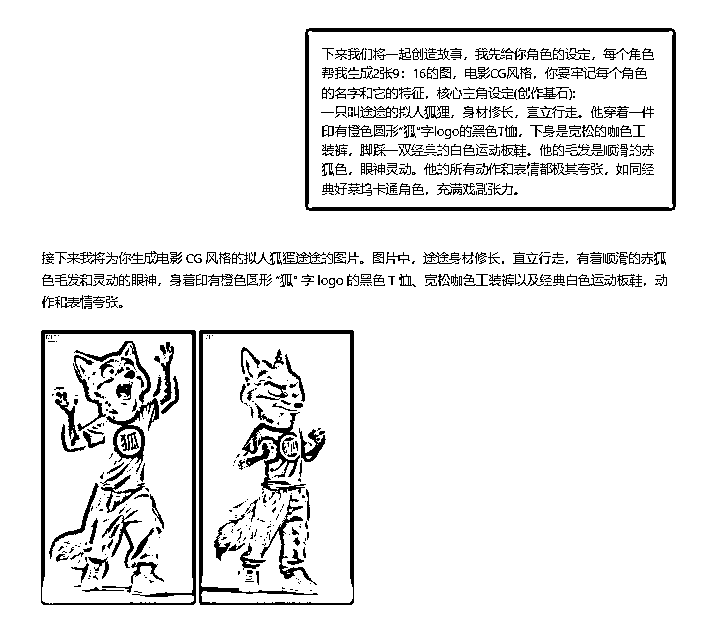 下来我们将一起创造故事，我先给你角色的设定，每个角色
帮我生成2张9：16的图，电影CG风格，你要牢记每个角色
的名字和它的特征，核心主角设定(创作基石):
一只叫途途的拟人狐狸，身材修长，直立行走。他穿着一件
印有橙色圆形“狐”字logo的黑色T恤，下身是宽松的咖色工
装裤，脚踩一双经典的白色运动板鞋。他的毛发是顺滑的赤
狐色，眼神灵动。他的所有动作和表情都极其夸张，如同经
典好莱坞卡通角色，充满戏剧张力。
接下来我将为你生成电影 CG 风格的拟人狐狸途途的图片。图片中，途途身材修长，直立行走，有着顺滑的赤狐
色毛发和灵动的眼神，身着印有橙色圆形 “狐” 字 logo 的黑色 T 恤、宽松咖色工装裤以及经典白色运动板鞋，动
作和表情夸张。
狐
狐